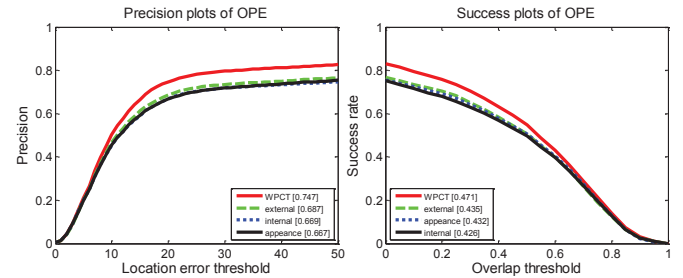 Precision plots of OPE
1
0.8
0.6
0.4
0.2
0
Precision
0 10 20 30 40 50
Location error threshold
WPCT [0.747]
external [0.687]
internal [0.669]
appeance [0.667]
Success plots of OPE
1
0.8
0.6
0.4
0.2
0
Success rate
0 0.2 0.4 0.6 0.8 1
Overlap threshold
WPCT [0.471]
external [0.435]
appeance [0.432]
internal [0.426]